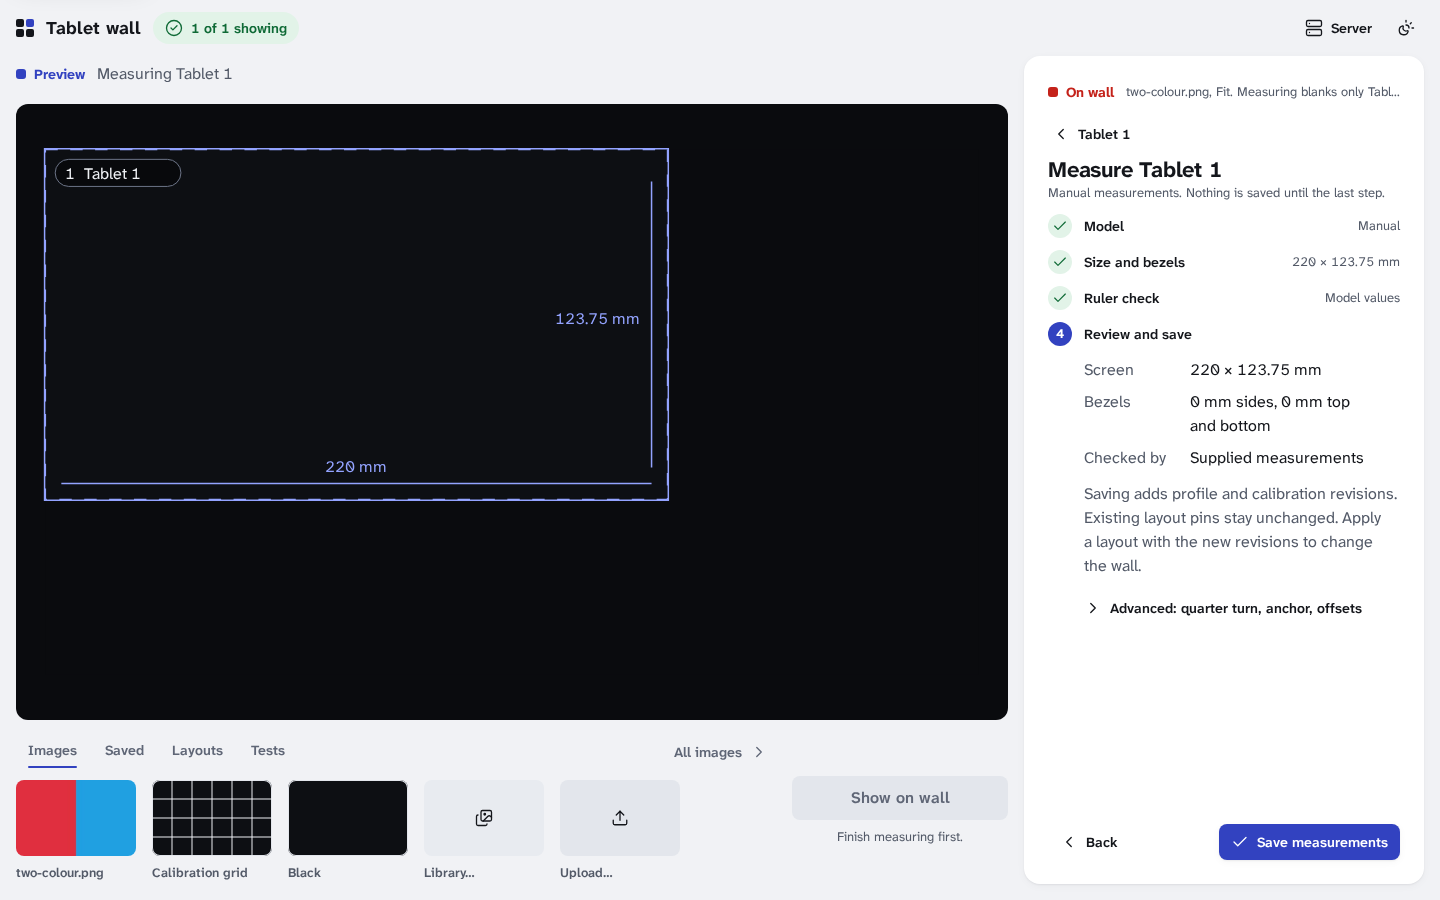 Tablet wall
1 of 1 showing
Server
Preview
Measuring Tablet 1
1 Tablet 1
123.75 mm
220 mm
Images
Saved
Layouts
Tests
All images
two-colour.png
Calibration grid
Black
Library...
Upload...
Show on wall
Finish measuring first.
On wall
two-colour.png, Fit. Measuring blanks only Tabl...
Tablet 1
Measure Tablet 1
Manual measurements. Nothing is saved until the last step.
Model
Manual
Size and bezels
220 × 123.75 mm
Ruler check
Model values
4
Review and save
Screen
220 × 123.75 mm
Bezels
0 mm sides, 0 mm top
and bottom
Checked by
Supplied measurements
Saving adds profile and calibration revisions.
Existing layout pins stay unchanged. Apply
a layout with the new revisions to change
the wall.
Advanced: quarter turn, anchor, offsets
Back
Save measurements